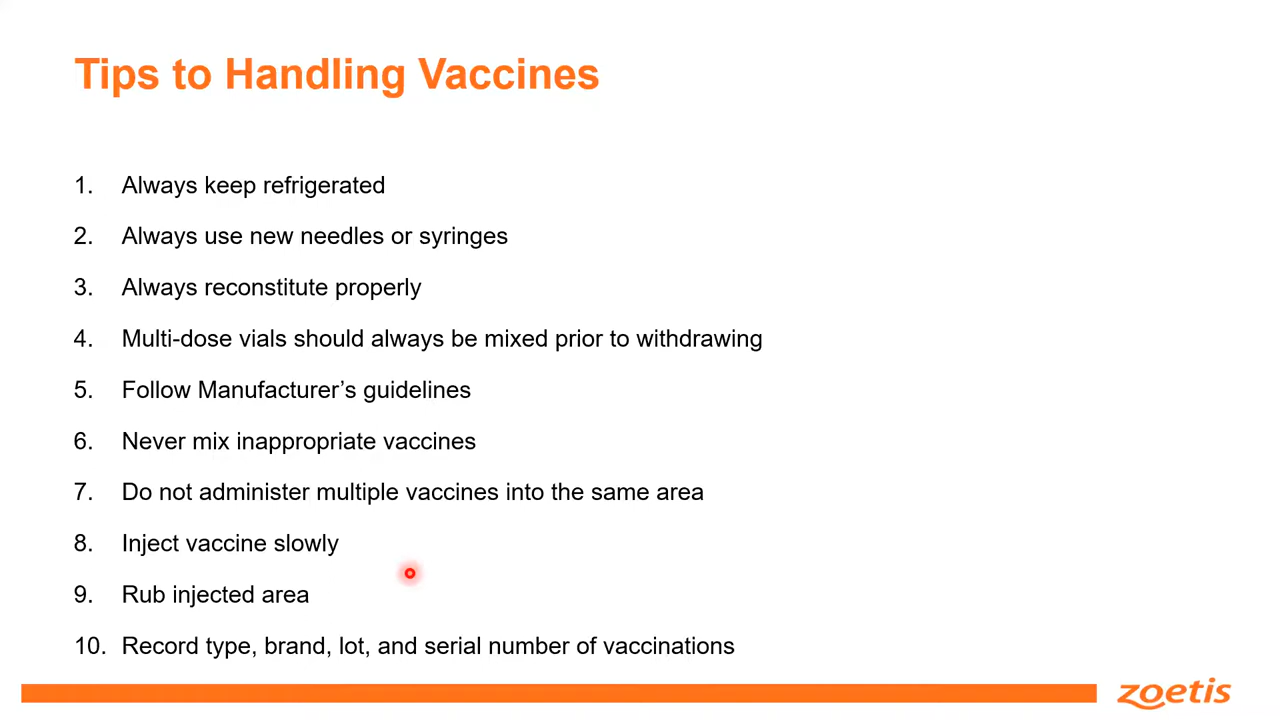 Tips to Handling Vaccines
1. Always keep refrigerated
2. Always use new needles or syringes
3. Always reconstitute properly
4. Multi-dose vials should always be mixed prior to withdrawing
5. Follow Manufacturer’s guidelines
6. Never mix inappropriate vaccines
7. Do not administer multiple vaccines into the same area
8. Inject vaccine slowly
9. Rub injected area
10. Record type, brand, lot, and serial number of vaccinations
zoetis